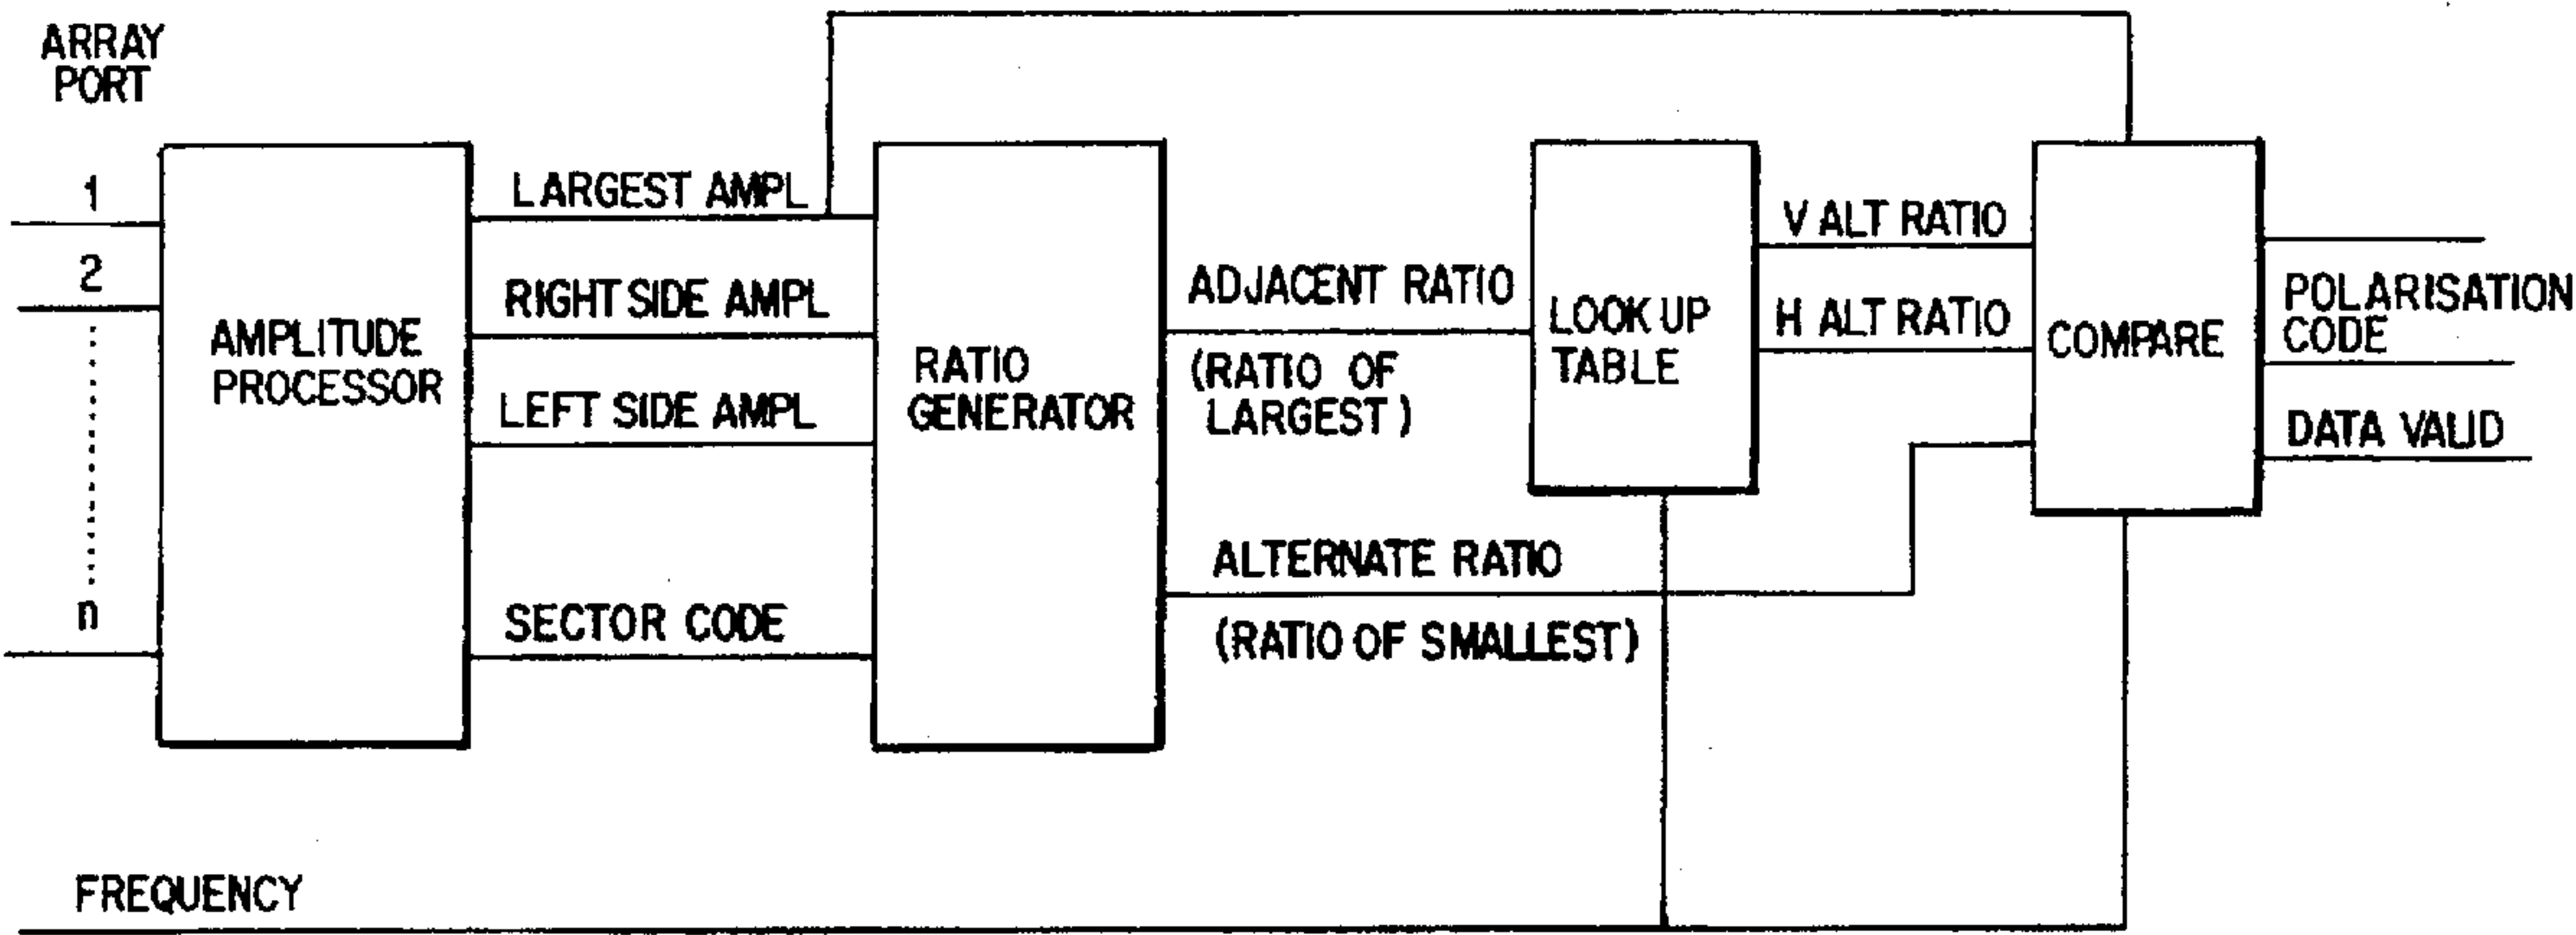 ARRAY
PORT
1
2
n
AMPLITUDE
PROCESSOR
LARGEST AMPL
RIGHT SIDE AMPL
LEFT SIDE AMPL
SECTOR CODE
RATIO
GENERATOR
ADJACENT RATIO
(RATIO OF
LARGEST)
ALTERNATE RATIO
(RATIO OF SMALLEST)
LOOK UP
TABLE
V ALT RATIO
H ALT RATIO
COMPARE
POLARISATION
CODE
DATA VALID
FREQUENCY